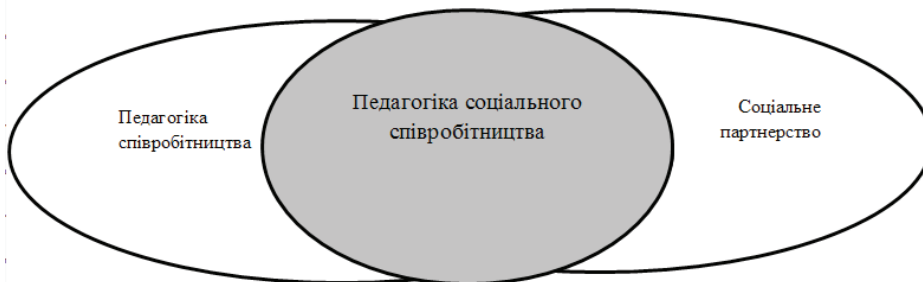 Педагогіка
співробітництва
Педагогіка соціального
співробітництва
Соціальне
партнерство